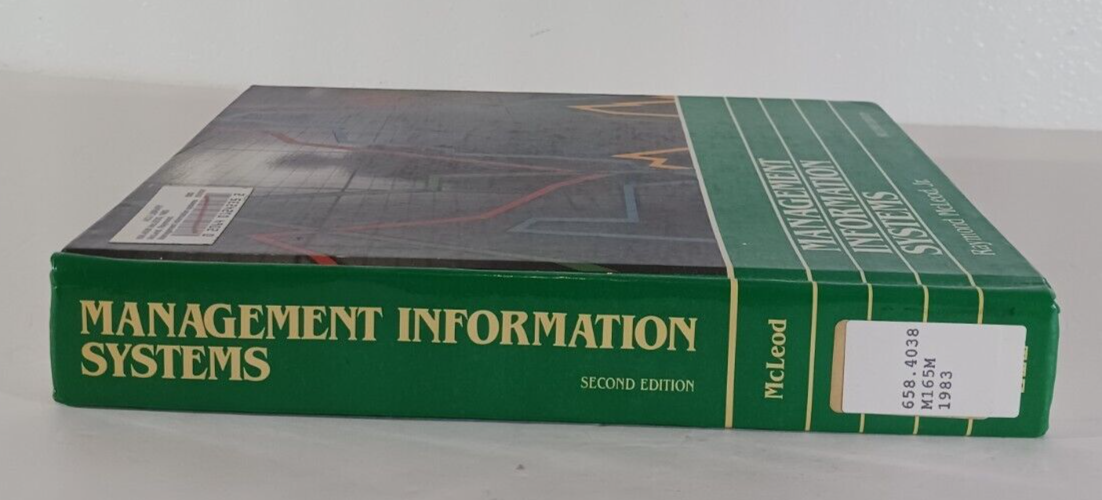 MANAGEMENT INFORMATION
SYSTEMS
SECOND EDITION
McLeod
658.4038
M165M
1983
MANAGEMENT
INFORMATION
SYSTEMS
Raymond McLeod, Jr.